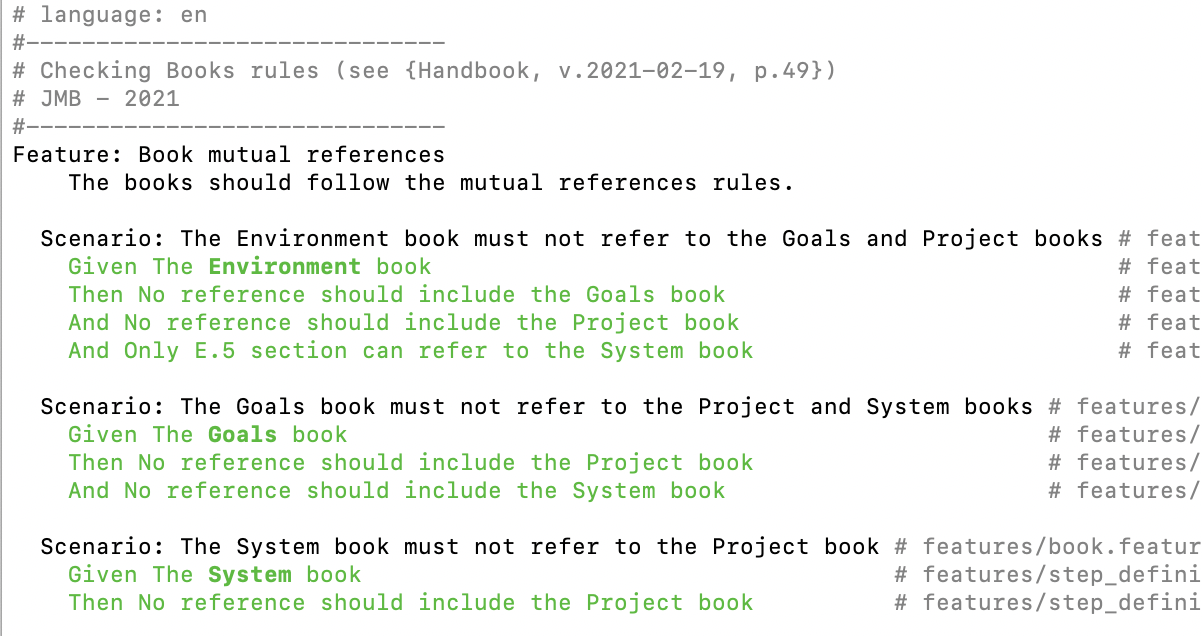 # language: en
#------------------------------
# Checking Books rules (see {Handbook, v.2021-02-19, p.49})
# JMB - 2021
#------------------------------
Feature: Book mutual references
    The books should follow the mutual references rules.

  Scenario: The Environment book must not refer to the Goals and Project books # feat
    Given The Environment book                                                 # feat
    Then No reference should include the Goals book                            # feat
    And No reference should include the Project book                           # feat
    And Only E.5 section can refer to the System book                          # feat

  Scenario: The Goals book must not refer to the Project and System books # features/
    Given The Goals book                                                  # features/
    Then No reference should include the Project book                     # features/
    And No reference should include the System book                       # features/

  Scenario: The System book must not refer to the Project book # features/book.featur
    Given The System book                                      # features/step_defini
    Then No reference should include the Project book          # features/step_defini